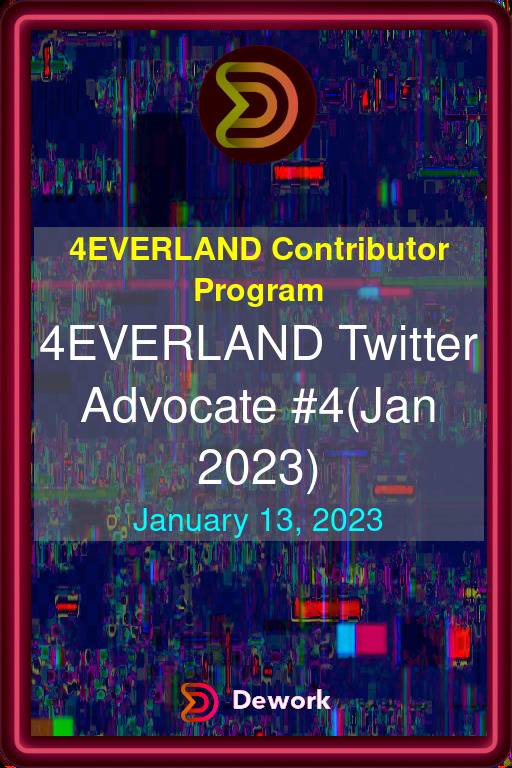 4EVERLAND Contributor
Program
4EVERLAND Twitter
Advocate #4(Jan
2023)
January 13, 2023
Dework